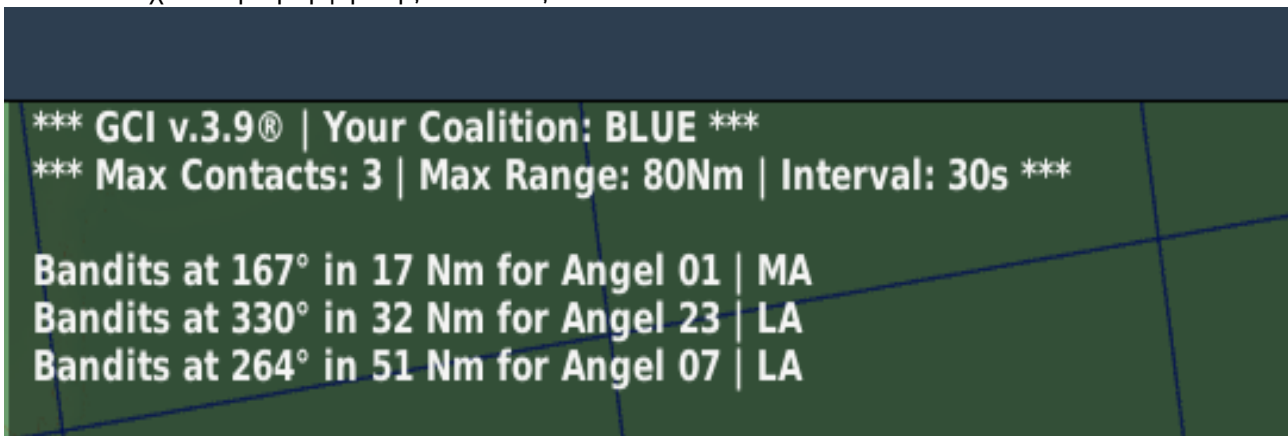 *** GCI v.3.9® | Your Coalition: BLUE ***
*** Max Contacts: 3 | Max Range: 80Nm | Interval: 30s ***
Bandits at 167° in 17 Nm for Angel 01 | MA
Bandits at 330° in 32 Nm for Angel 23 | LA
Bandits at 264° in 51 Nm for Angel 07 | LA